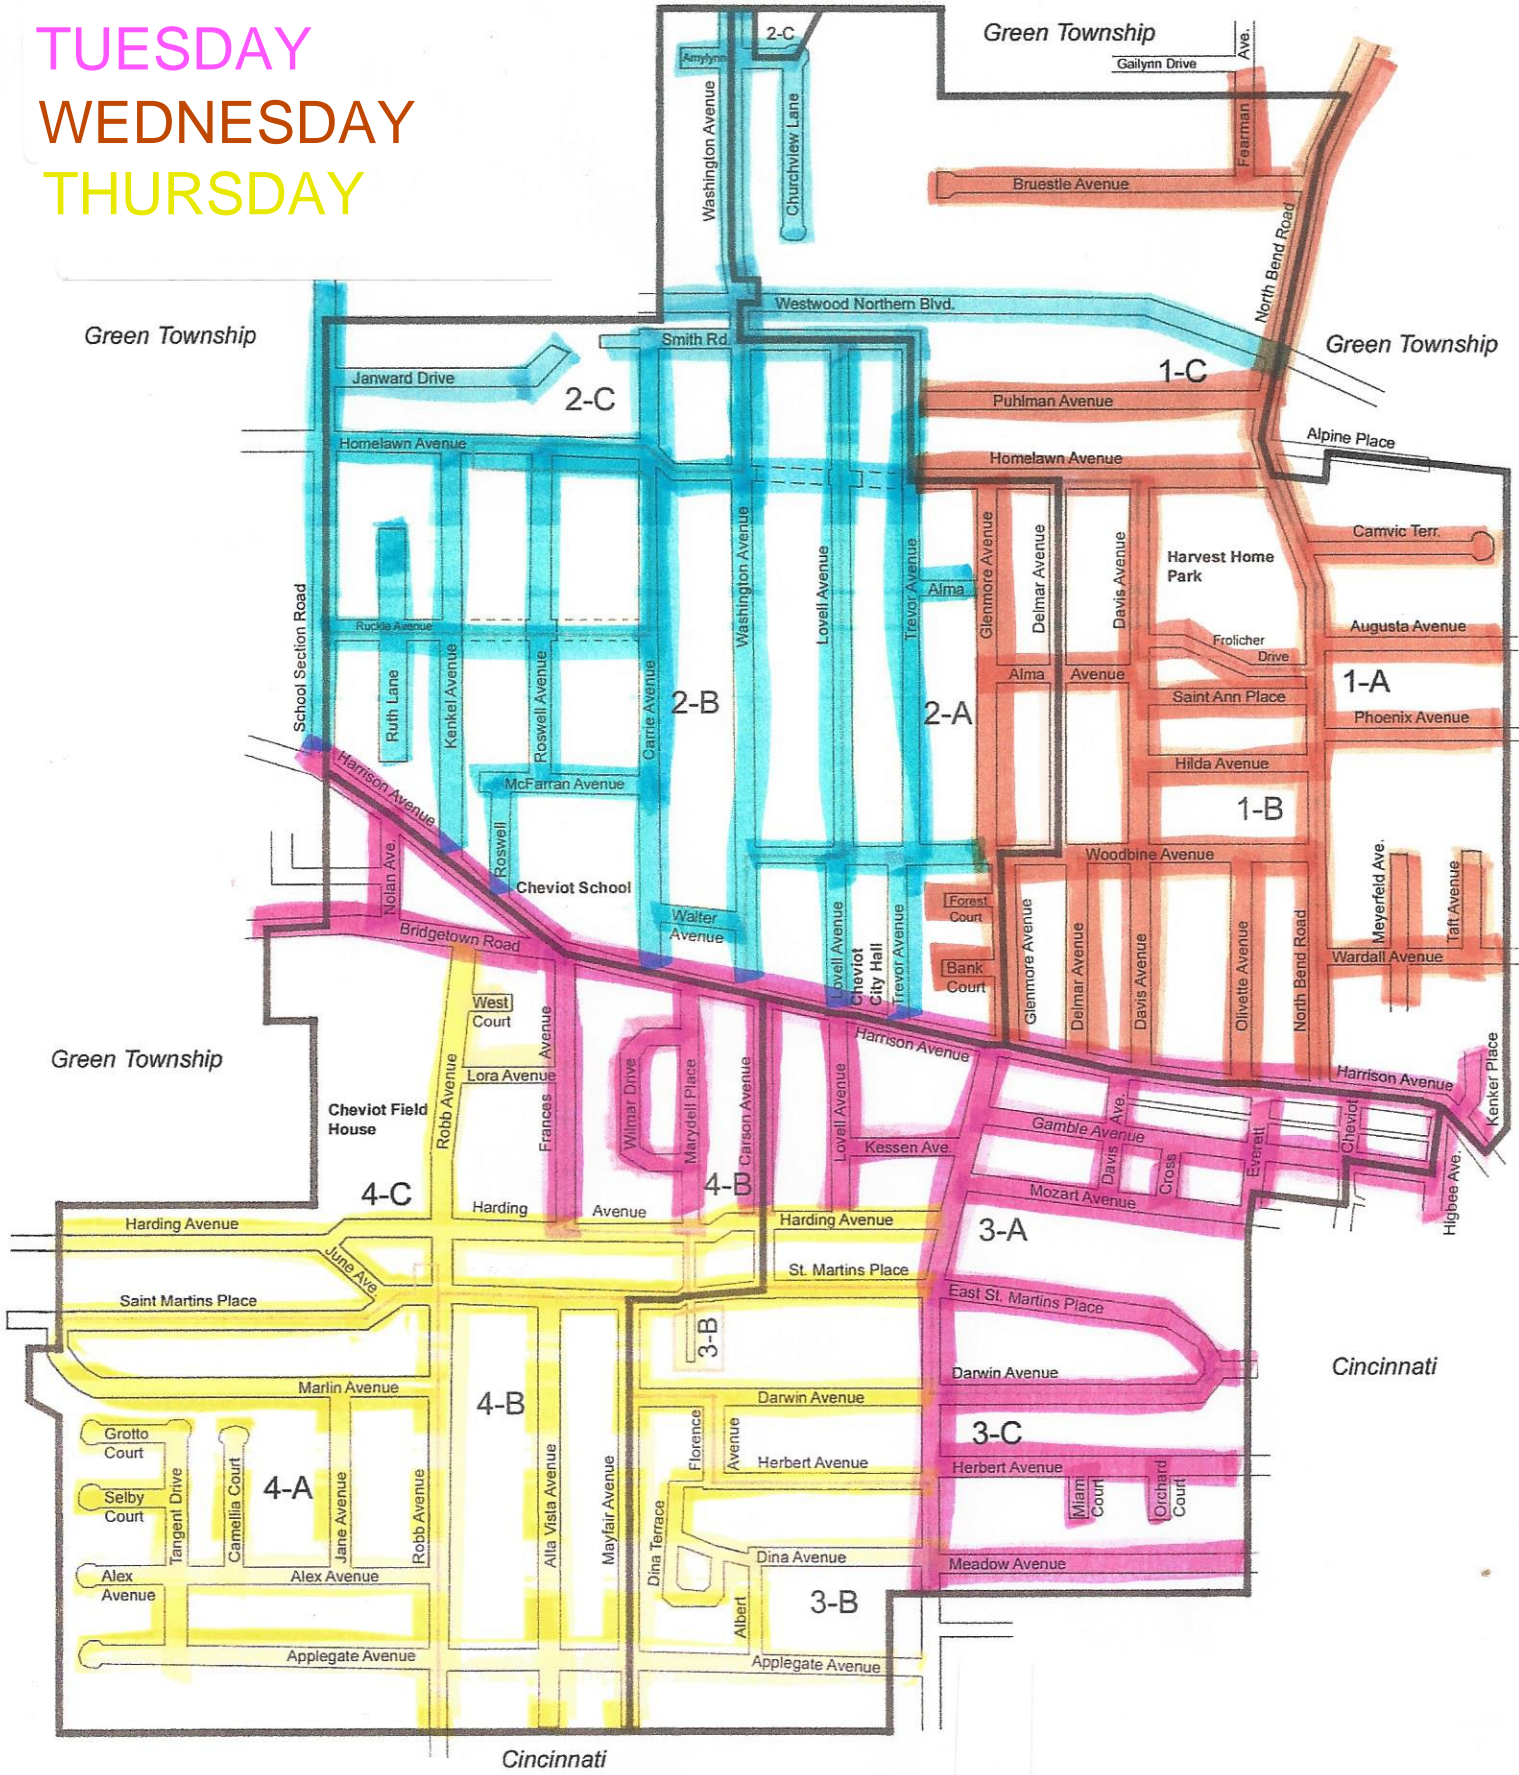 TUESDAY
WEDNESDAY
THURSDAY
2-C
Green Township
Gailynn Drive
Ave.
Amylynn
Washington Avenue
Churchview Lane
Fearman
Bruestle Avenue
North Bend Road
Westwood Northern Blvd.
Green Township
Smith Rd.
Green Township
Janward Drive
2-C
1-C
Puhlman Avenue
Alpine Place
Homelawn Avenue
Homelawn Avenue
Camvic Terr.
Harvest Home
Park
School Section Road
Ruckle Avenue
Ruth Lane
Kenkel Avenue
Roswell Avenue
Carrie Avenue
Washington Avenue
Lovell Avenue
Trevor Avenue
Alma
Glenmore Avenue
Delmar Avenue
Davis Avenue
Frolicher
Drive
Augusta Avenue
Alma
Avenue
1-A
Saint Ann Place
2-B
2-A
Phoenix Avenue
Hilda Avenue
Harrison Avenue
McFarran Avenue
1-B
Roswell
Woodbine Avenue
Nolan Ave.
Cheviot School
Meyerfeld Ave.
Taft Avenue
Forest
Court
Walter
Avenue
Bridgetown Road
Lovell Avenue
Cheviot
City Hall
Trevor Avenue
Bank
Court
Glenmore Avenue
Delmar Avenue
Davis Avenue
Olivette Avenue
North Bend Road
Wardall Avenue
West
Court
Green Township
Harrison Avenue
Harrison Avenue
Kenker Place
Robb Avenue
Lora Avenue
Frances
Avenue
Wilmar Drive
Marydell Place
Carson Avenue
Lovell Avenue
Kessen Ave.
Cheviot Field
House
Gamble Avenue
Davis
Ave.
Cross
Everett
Cheviot
Higbee Ave.
4-C
4-B
Mozart Avenue
Harding Avenue
Harding
Avenue
Harding Avenue
3-A
June Ave.
St. Martins Place
Saint Martins Place
East St. Martins Place
3-B
Cincinnati
Marlin Avenue
Darwin Avenue
Darwin Avenue
4-B
Grotto
Court
Florence
Avenue
3-C
Herbert Avenue
Herbert Avenue
4-A
Selby
Court
Tangent Drive
Camellia Court
Jane Avenue
Robb Avenue
Alta Vista Avenue
Mayfair Avenue
Dina Terrace
Miami
Court
Orchard
Court
Dina Avenue
Meadow Avenue
Alex
Avenue
Alex Avenue
Albert
3-B
Applegate Avenue
Applegate Avenue
Cincinnati